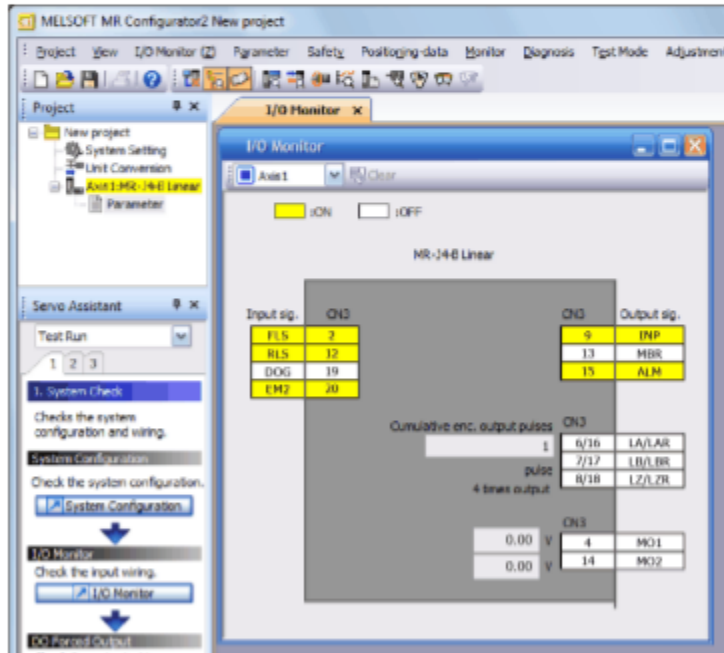 MELSOFT MR Configurator2 New project
Project View I/O Monitor (Z) Parameter Safety Positioning-data Monitor Diagnosis Test Mode Adjustment
Project
New project
System Setting
Unit Conversion
Axis1:MR-J4-B Linear
Parameter
Servo Assistant
Test Run
1 2 3
1. System Check
Checks the system
configuration and wiring.
System Configuration
Check the system configuration.
System Configuration
I/O Monitor
Check the input wiring.
I/O Monitor
DO Forced Output
I/O Monitor
I/O Monitor
Axis1 Clear
:ON :OFF
MR-J4-B Linear
Input sig. CN3
FLS 2
RLS 12
DOG 19
EM2 20
CN3 Output sig.
9 INP
13 MBR
15 ALM
Cumulative enc. output pulses CN3
1 6/16 LA/LAR
pulse 7/17 LB/LBR
4 times output 8/18 LZ/LZR
CN3
0.00 V 4 MO1
0.00 V 14 MO2